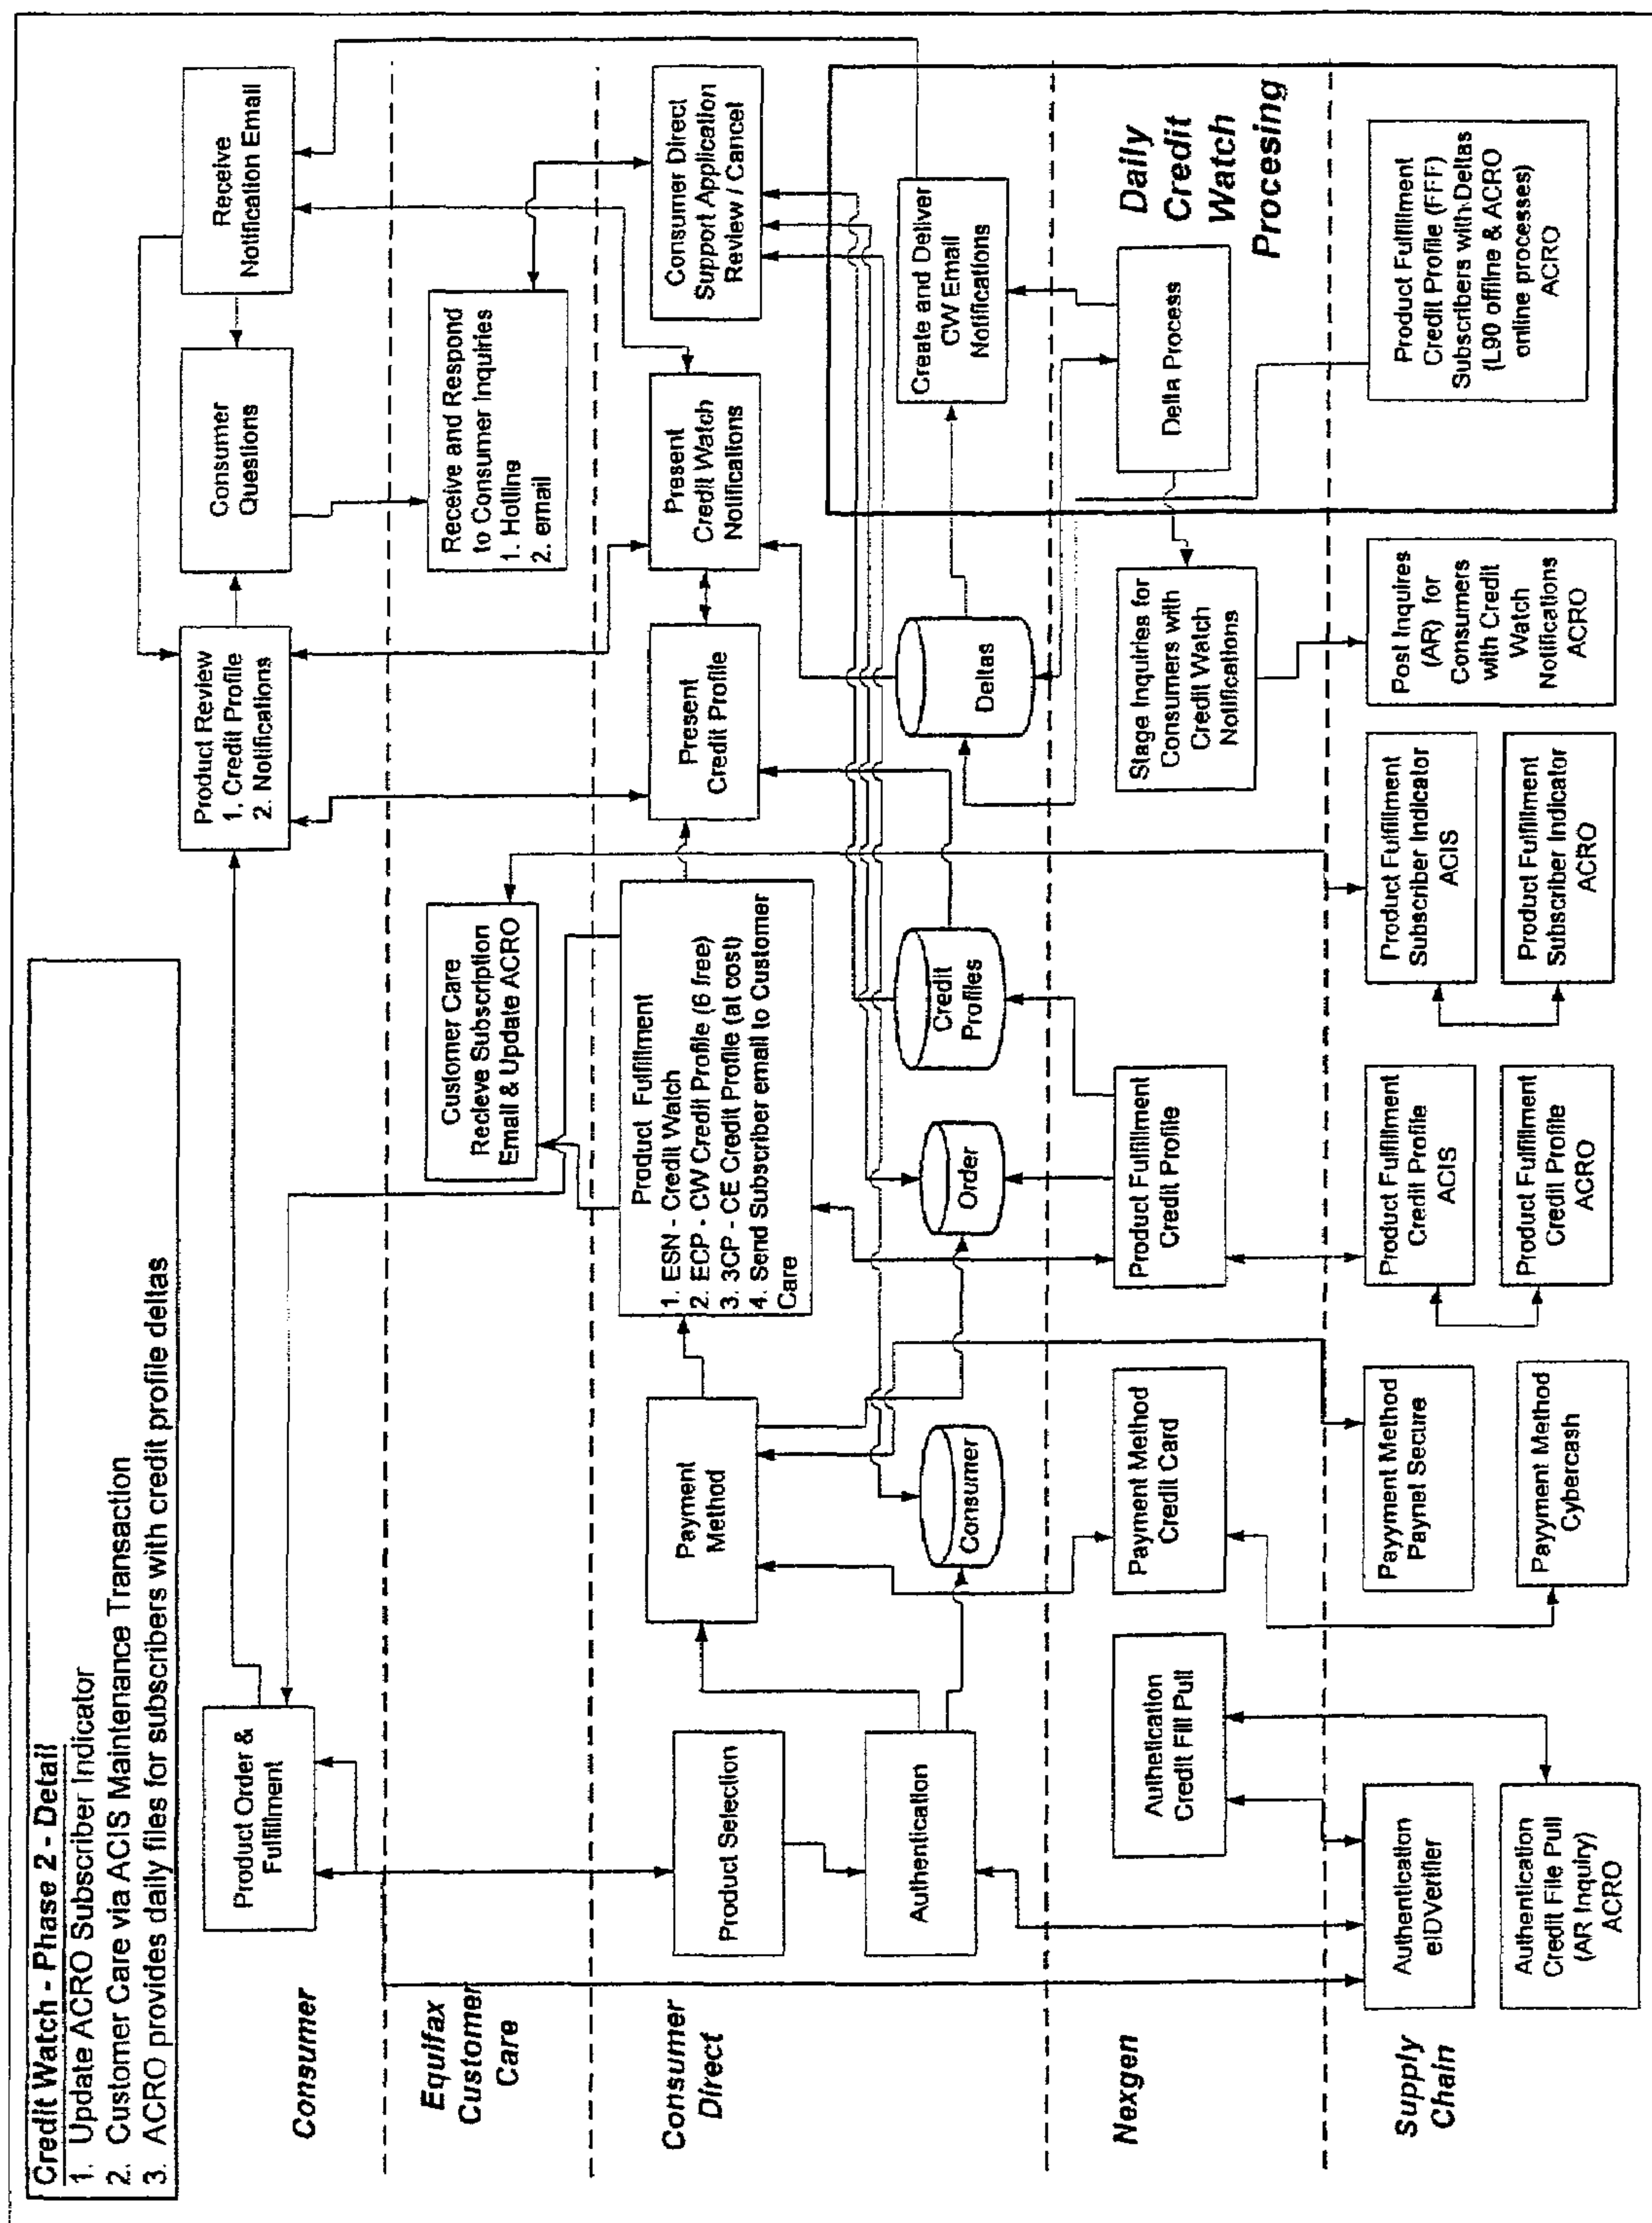 Credit Watch - Phase 2 - Detail
1. Update ACRO Subscriber Indicator
2. Customer Care via ACIS Maintenance Transaction
3. ACRO provides daily files for subscribers with credit profile deltas
Consumer
Product Order &
Fulfillment
Product Review
1. Credit Profile
2. Notifications
Consumer
Questions
Receive
Notification Email
Equifax
Customer
Care
Customer Care
Recieve Subscription
Email & Update ACRO
Receive and Respond
to Consumer Inquiries
1. Hotline
2. email
Consumer
Direct
Product Selection
Authentication
Payment
Method
Product Fulfillment
1. ESN - Credit Watch
2. ECP - CW Credit Profile (6 free)
3. 3CP - CE Credit Profile (at cost)
4. Send Subscriber email to Customer
Care
Present
Credit Profile
Present
Credit Watch
Notifications
Consumer Direct
Support Application
Review / Cancel
Consumer
Order
Credit
Profiles
Deltas
Create and Deliver
CW Email
Notifications
Nexgen
Authetication
Credit Fill Pull
Payment Method
Credit Card
Product Fulfillment
Credit Profile
Stage Inquiries for
Consumers with
Credit Watch
Notifications
Delta Process
Daily
Credit
Watch
Procesing
Supply
Chain
Authentication
eIDVerifier
Authentication
Credit File Pull
(AR Inquiry)
ACRO
Payyment Method
Paynet Secure
Payyment Method
Cybercash
Product Fulfillment
Credit Profile
ACIS
Product Fulfillment
Credit Profile
ACRO
Product Fulfillment
Subscriber Indicator
ACIS
Product Fulfillment
Subscriber Indicator
ACRO
Post Inquires
(AR) for
Consumers
with Credit
Watch
Notifications
ACRO
Product Fulfillment
Credit Profile (FFF)
Subscribers with Deltas
(L90 offilne & ACRO
online processes)
ACRO